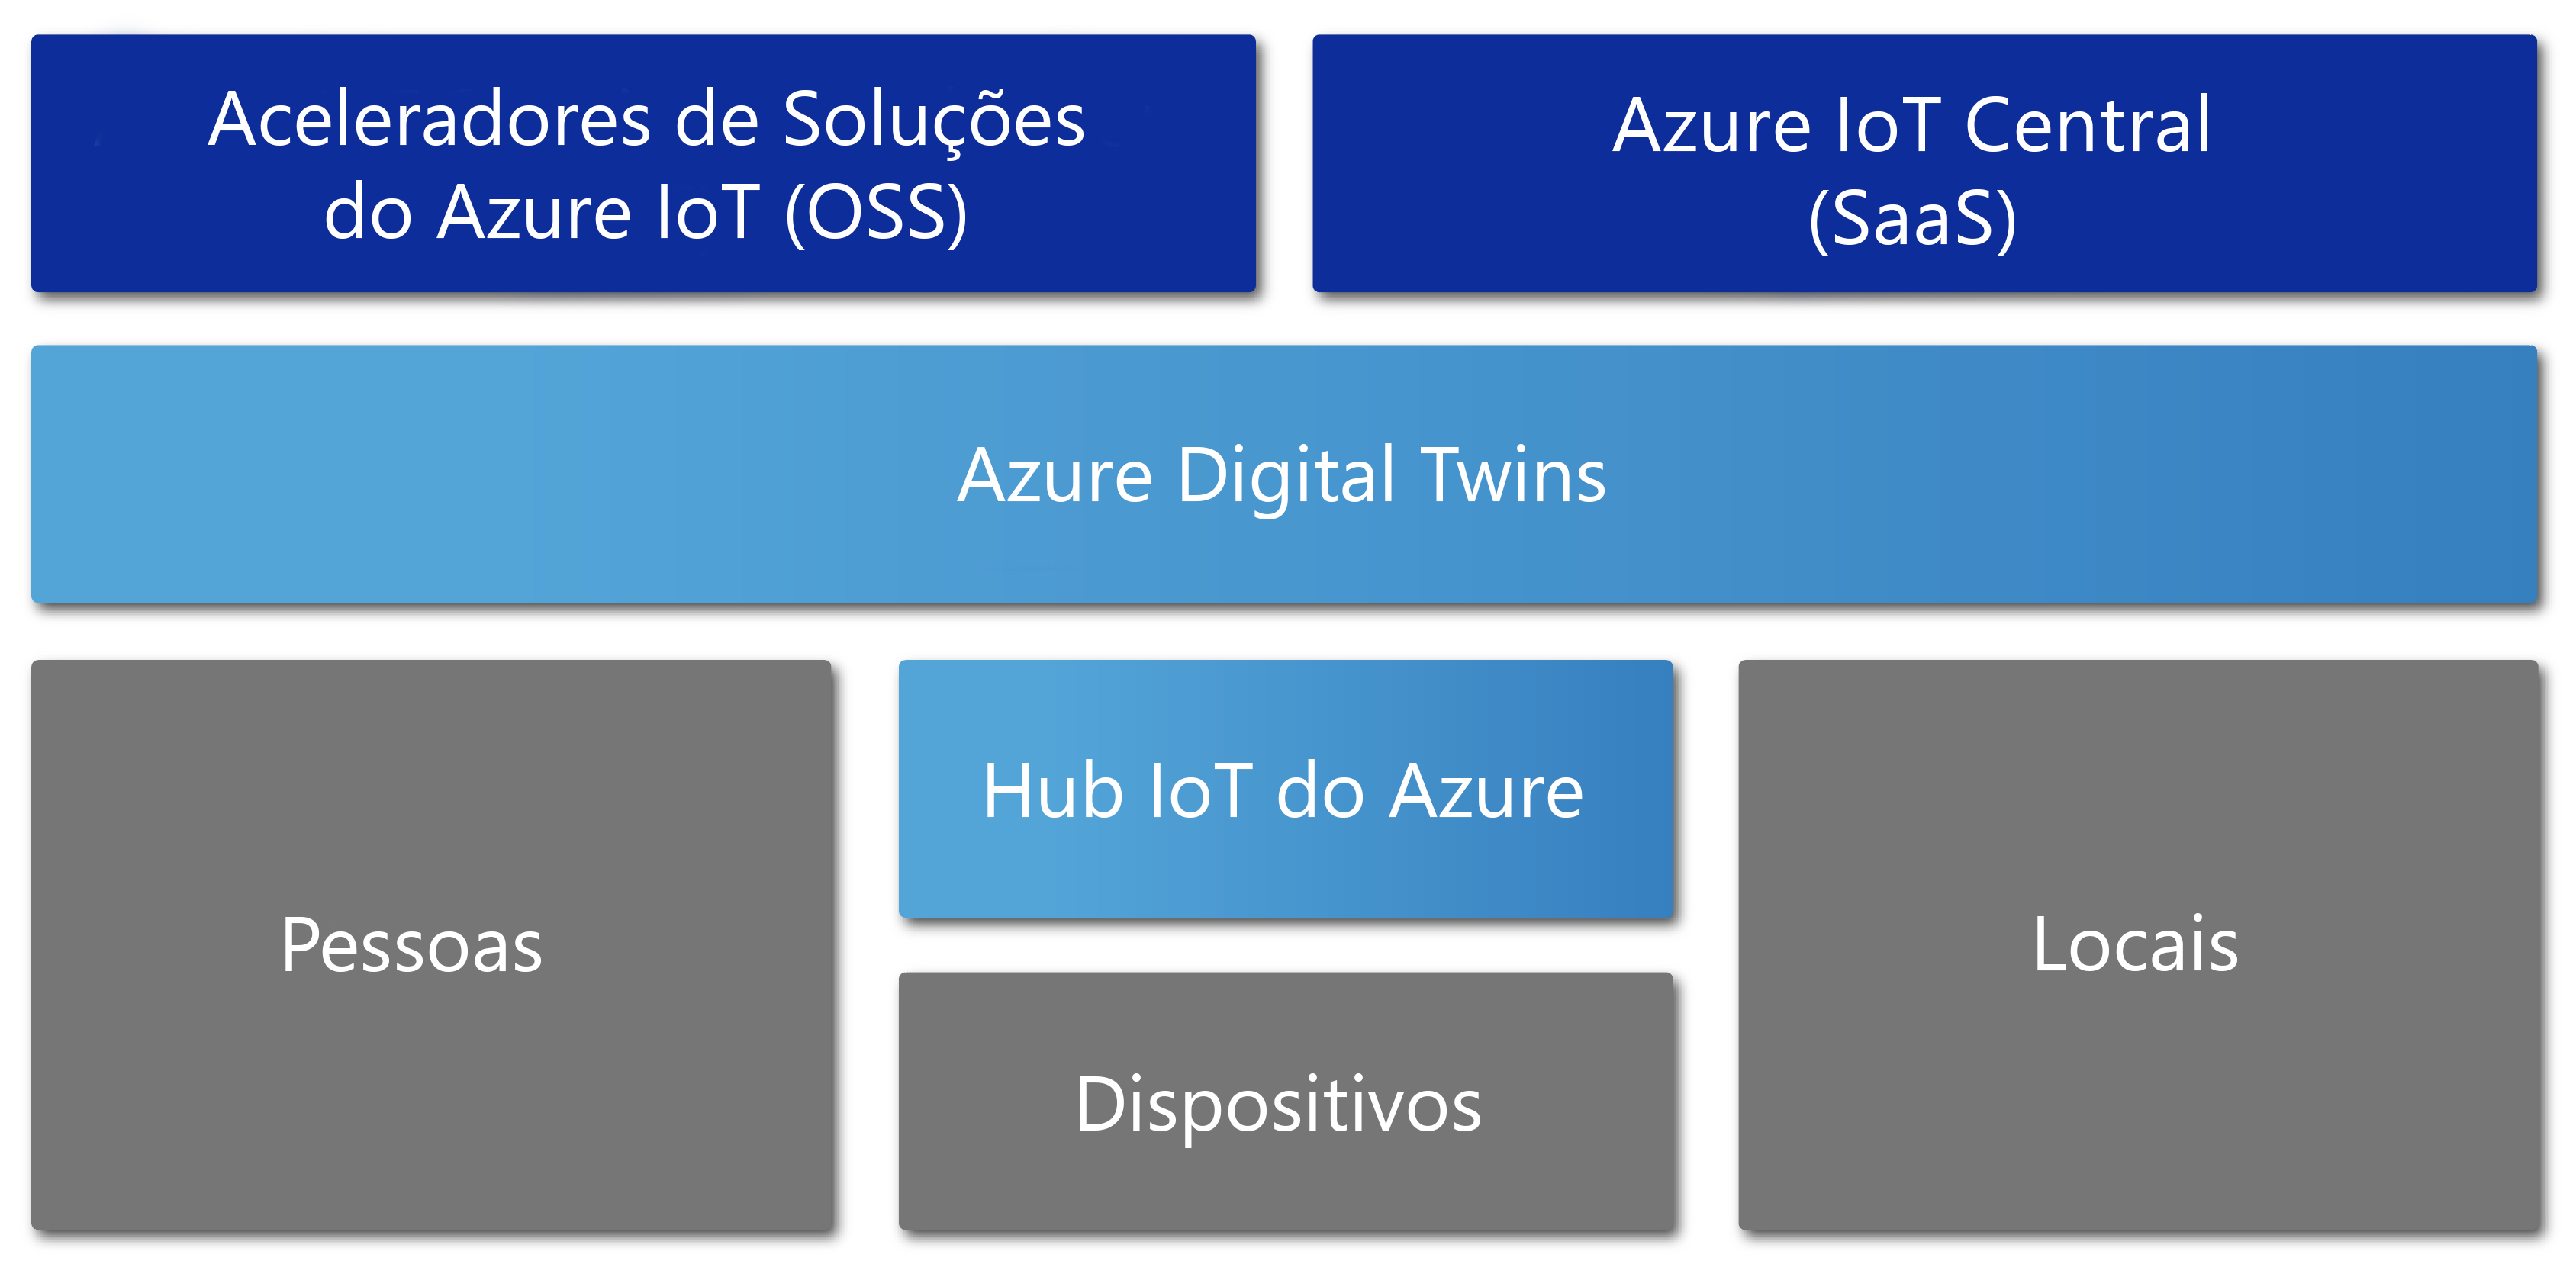 Aceleradores de Soluções
do Azure IoT (OSS)
Azure IoT Central
(SaaS)
Azure Digital Twins
Pessoas
Hub IoT do Azure
Dispositivos
Locais